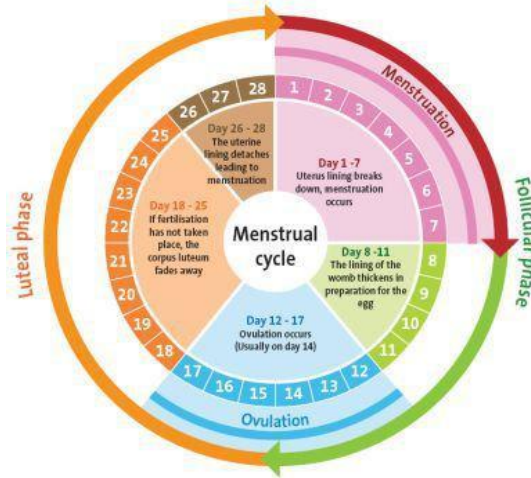 Menstrual
cycle
Menstruation
Follicular phase
Ovulation
Luteal phase
Day 1 - 7
Uterus lining breaks
down, menstruation
occurs
Day 8 -11
The lining of the
womb thickens in
preparation for the
egg
Day 12 - 17
Ovulation occurs
(Usually on day 14)
Day 18 - 25
If fertilisation
has not taken
place, the
corpus luteum
fades away
Day 26 - 28
The uterine
lining detaches
leading to
menstruation
1
2
3
4
5
6
7
8
9
10
11
12
13
14
15
16
17
18
19
20
21
22
23
24
25
26
27
28